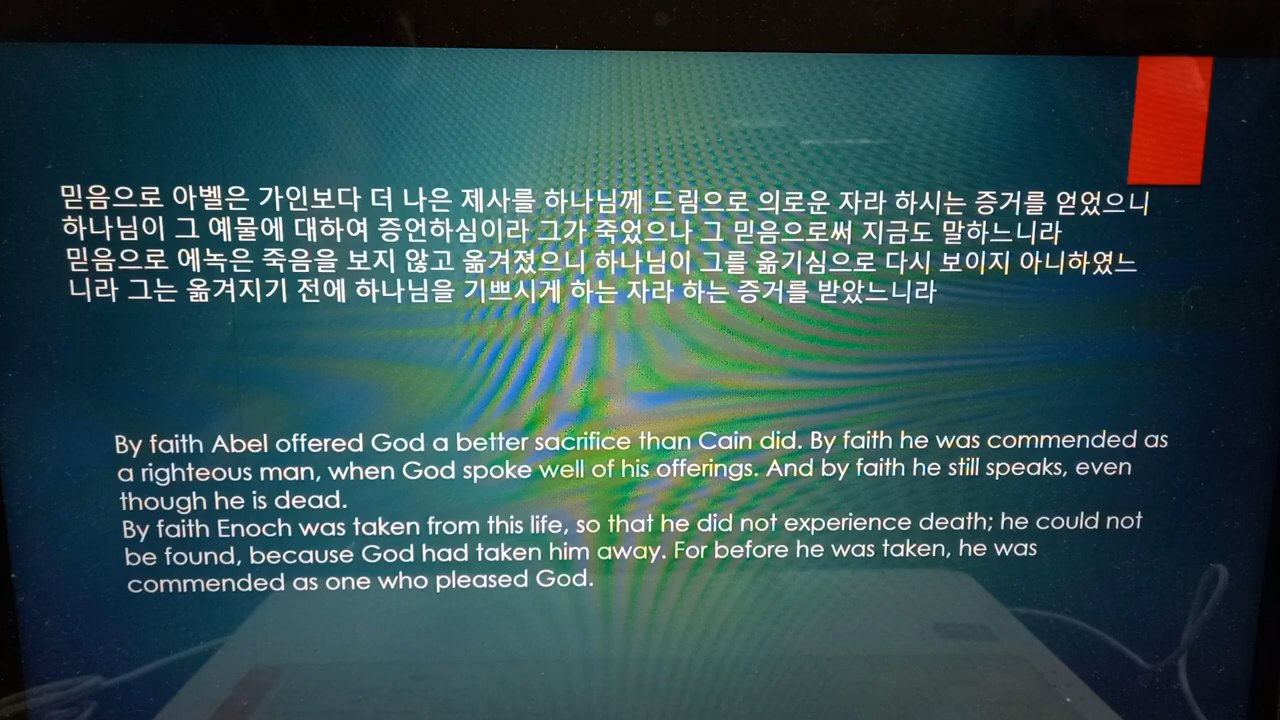 믿음으로 아벨은 가인보다 더 나은 제사를 하나님께 드림으로 의로운 자라 하시는 증거를 얻었으니
하나님이 그 예물에 대하여 증언하심이라 그가 죽었으나 그 믿음으로써 지금도 말하느니라
믿음으로 에녹은 죽음을 보지 않고 옮겨졌으니 하나님이 그를 옮기심으로 다시 보이지 아니하였느
니라 그는 옮겨지기 전에 하나님을 기쁘시게 하는 자라 하는 증거를 받았느니라
By faith Abel offered God a better sacrifice than Cain did. By faith he was commended as
a righteous man, when God spoke well of his offerings. And by faith he still speaks, even
though he is dead.
By faith Enoch was taken from this life, so that he did not experience death; he could not
be found, because God had taken him away. For before he was taken, he was
commended as one who pleased God.